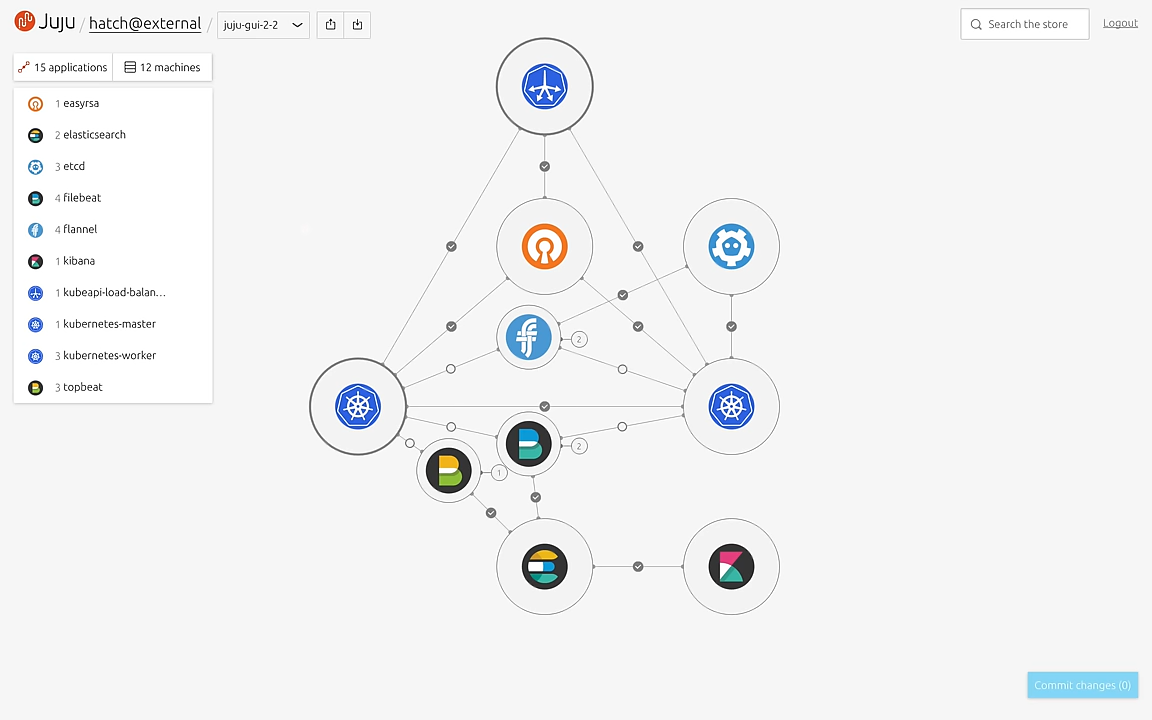 Juju / hatch@external / juju-gui-2-2 Search the store Logout
15 applications 12 machines
1 easyrsa
2 elasticsearch
3 etcd
4 filebeat
4 flannel
1 kibana
1 kubeapi-load-balan…
1 kubernetes-master
3 kubernetes-worker
3 topbeat
2
2
1
Commit changes (0)